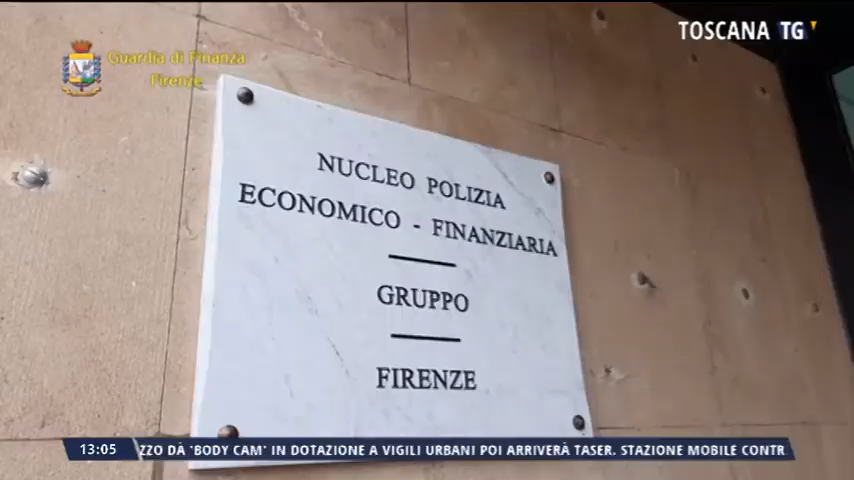 Guardia di Finanza
Firenze
TOSCANA TG
NUCLEO POLIZIA
ECONOMICO - FINANZIARIA
GRUPPO
FIRENZE
13:05 ZZO DÀ 'BODY CAM' IN DOTAZIONE A VIGILI URBANI POI ARRIVERÀ TASER. STAZIONE MOBILE CONTR